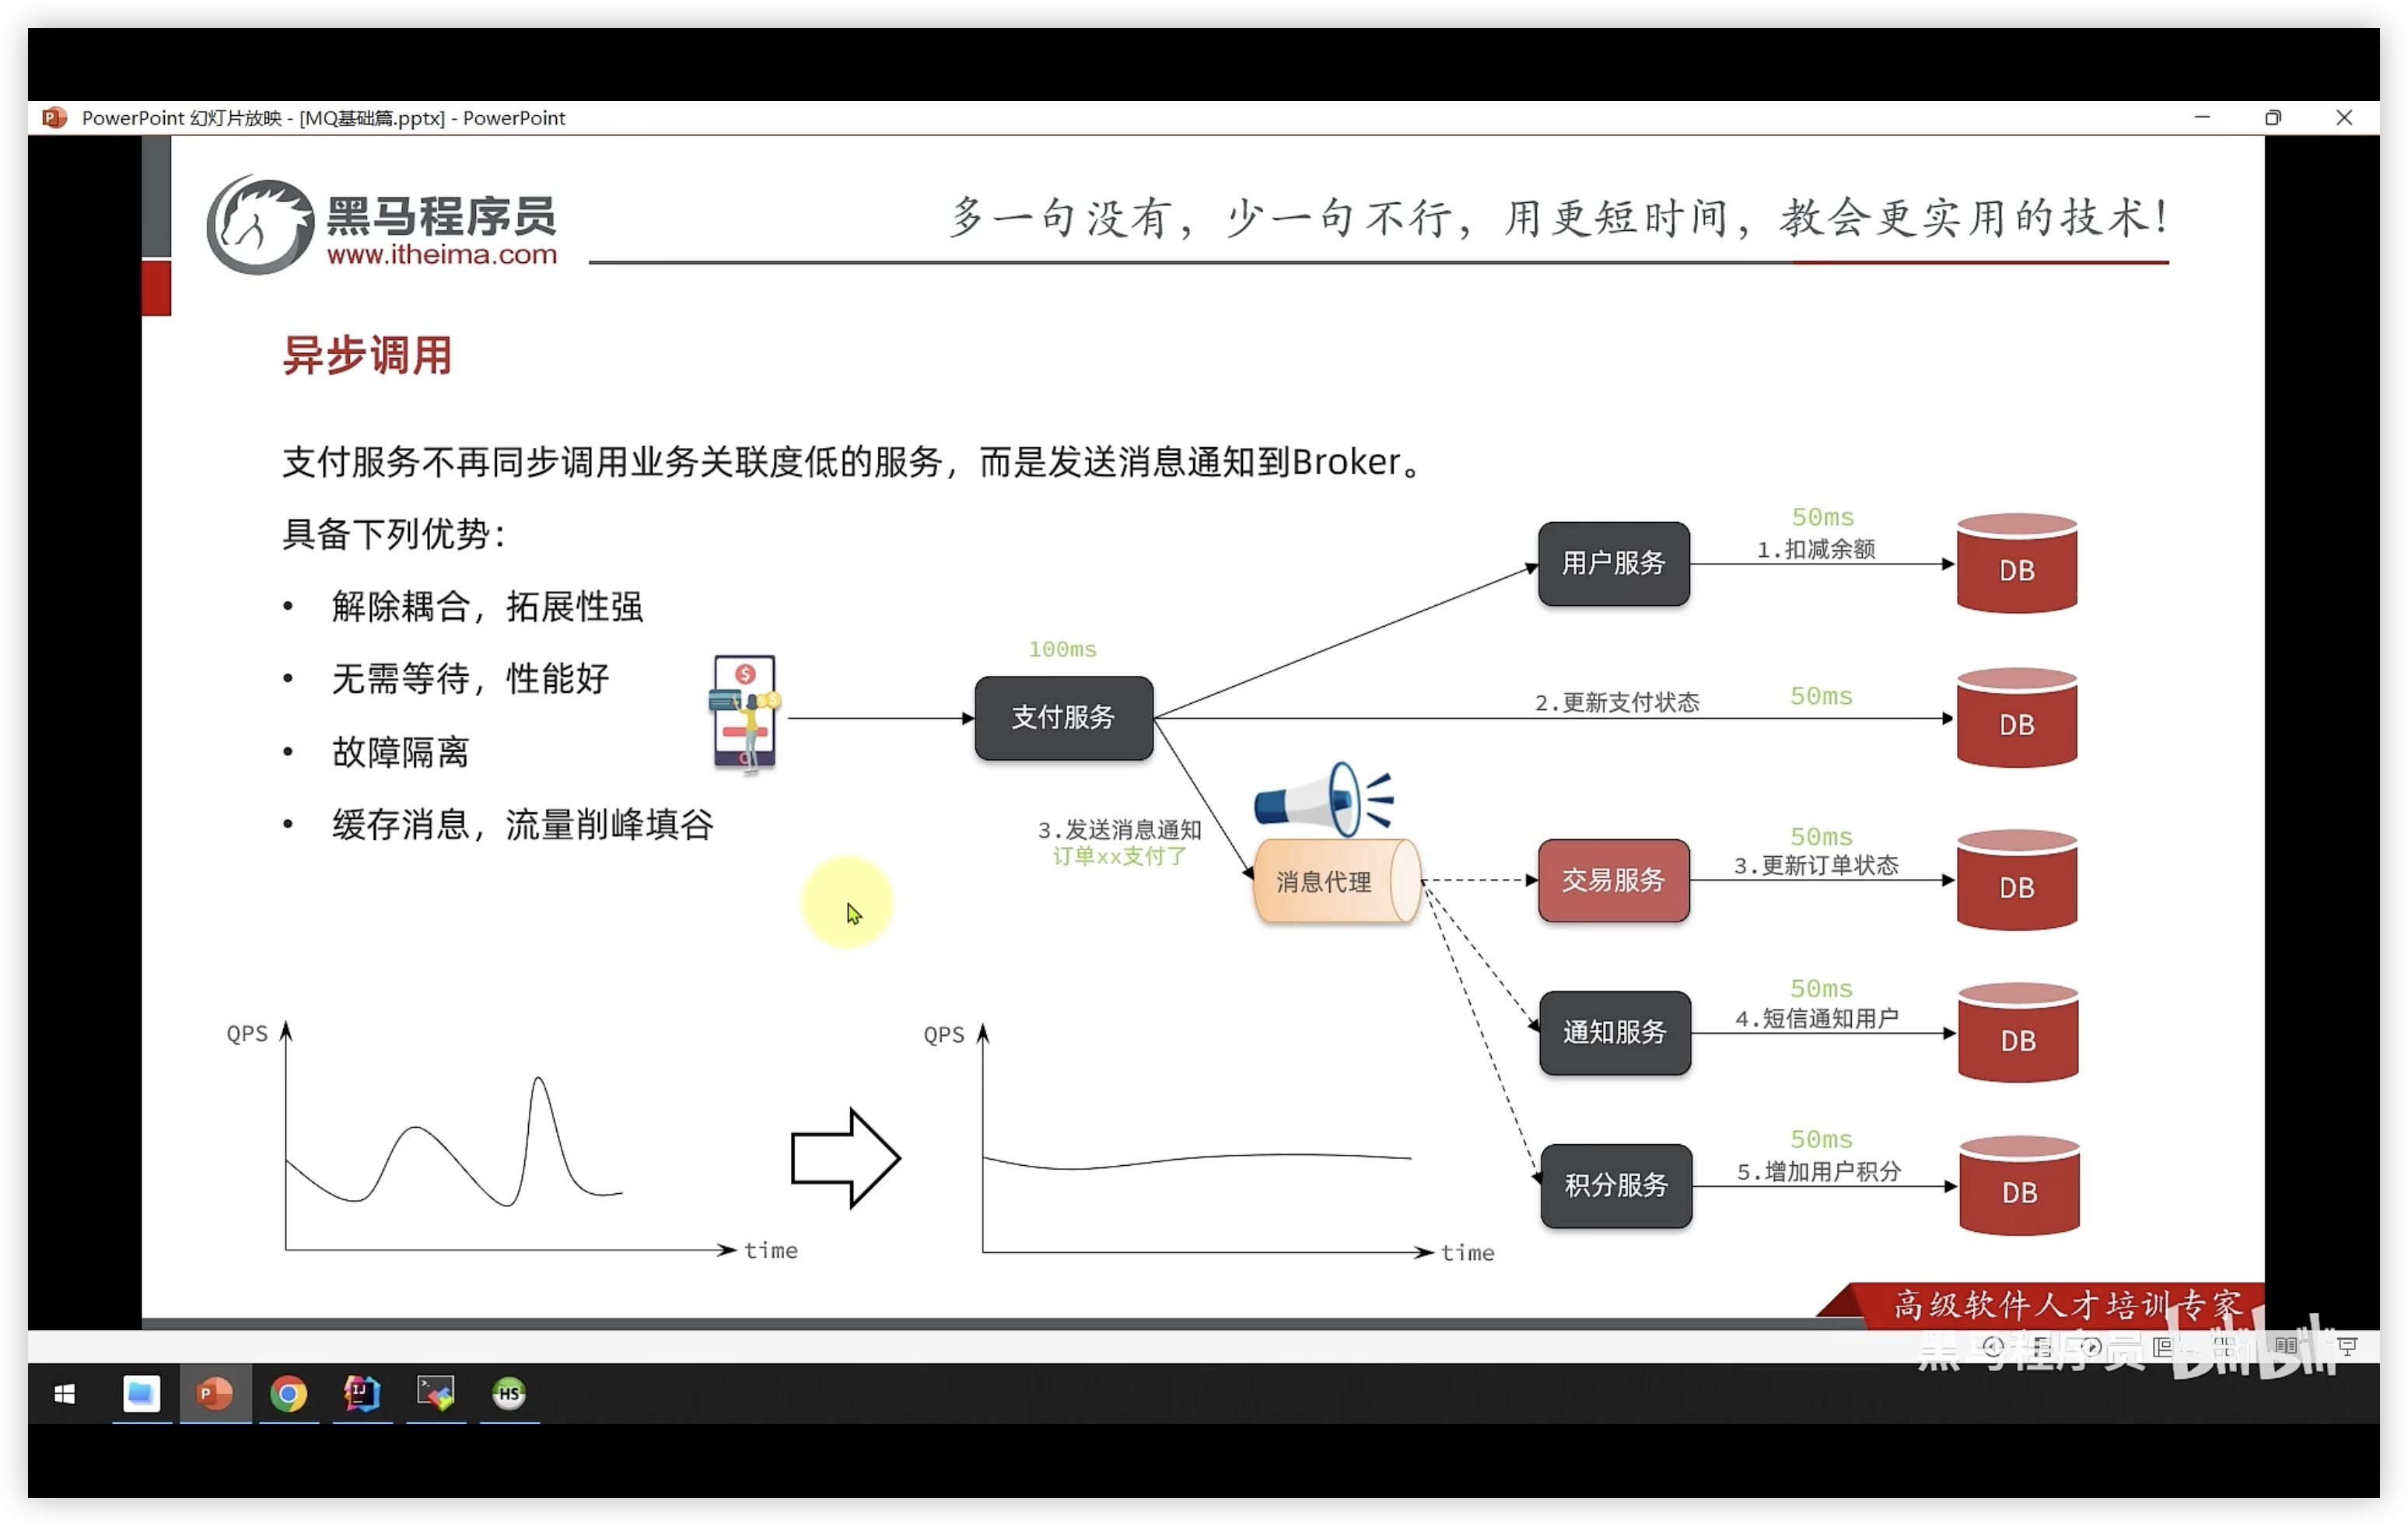 PowerPoint 幻灯片放映 - [MQ基础篇.pptx] - PowerPoint
黑马程序员
www.itheima.com
多一句没有，少一句不行，用更短时间，教会更实用的技术！
异步调用
支付服务不再同步调用业务关联度低的服务，而是发送消息通知到Broker。
具备下列优势：
• 解除耦合，拓展性强
• 无需等待，性能好
• 故障隔离
• 缓存消息，流量削峰填谷
100ms
支付服务
用户服务
50ms
1.扣减余额
DB
2.更新支付状态
50ms
DB
3.发送消息通知
订单xx支付了
消息代理
交易服务
50ms
3.更新订单状态
DB
通知服务
50ms
4.短信通知用户
DB
积分服务
50ms
5.增加用户积分
DB
QPS
time
QPS
time
高级软件人才培训专家
黑马程序员 bilibili
HS